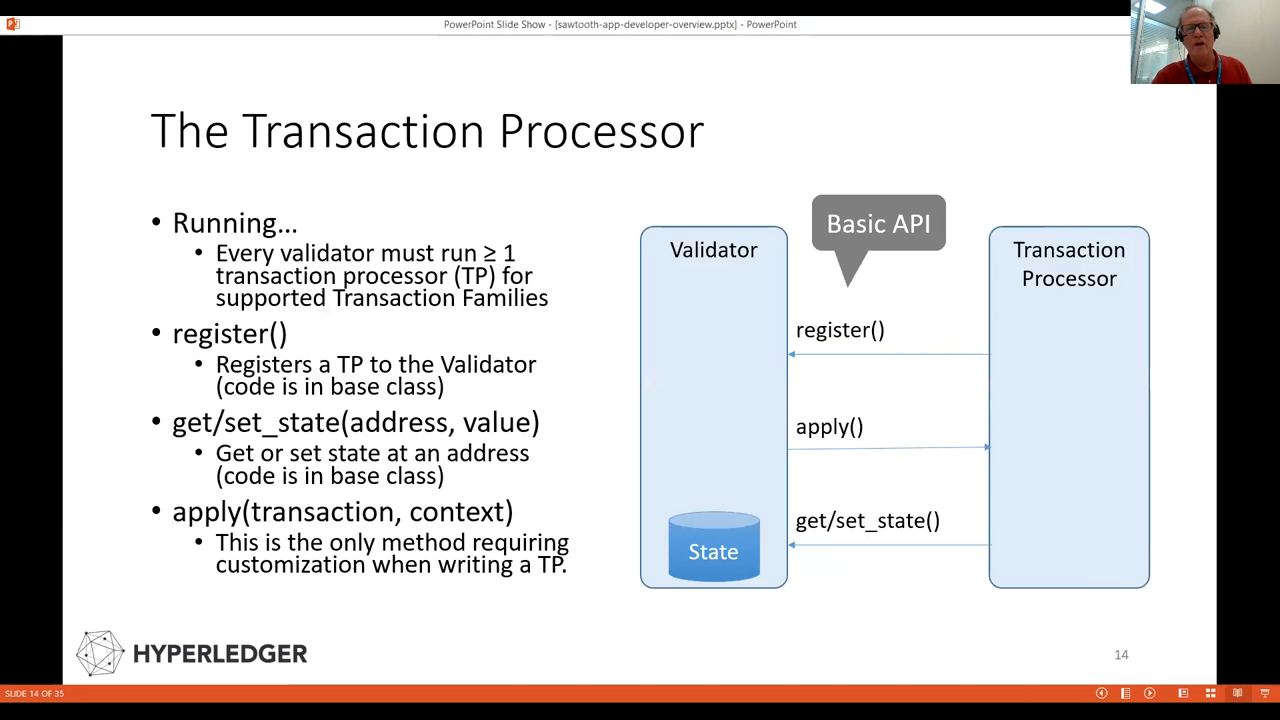 PowerPoint Slide Show - [sawtooth-app-developer-overview.pptx] - PowerPoint
The Transaction Processor
• Running...
• Every validator must run ≥ 1
transaction processor (TP) for
supported Transaction Families
• register()
• Registers a TP to the Validator
(code is in base class)
• get/set_state(address, value)
• Get or set state at an address
(code is in base class)
• apply(transaction, context)
• This is the only method requiring
customization when writing a TP.
Basic API
Validator
Transaction
Processor
register()
apply()
get/set_state()
State
HYPERLEDGER
14
SLIDE 14 OF 35